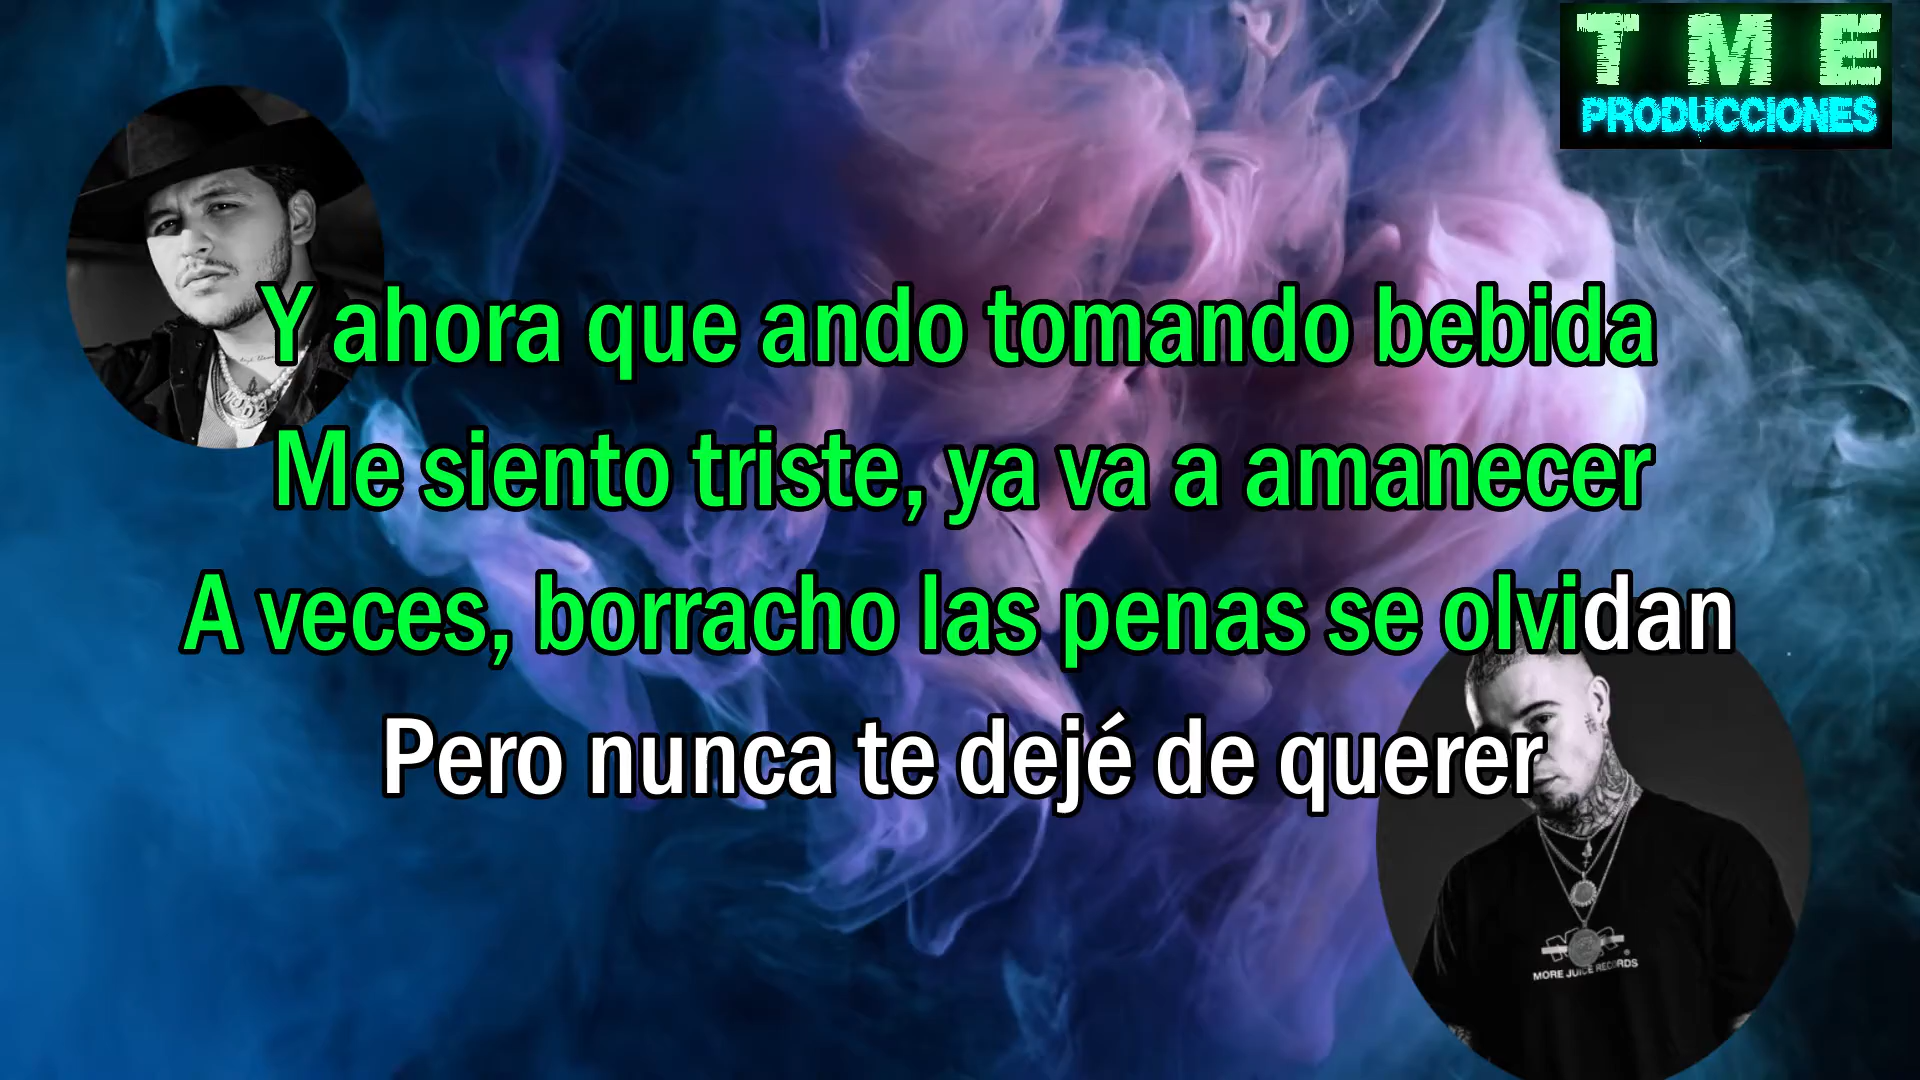 T M E
PRODUCCIONES
Y ahora que ando tomando bebida
Me siento triste, ya va a amanecer
A veces, borracho las penas se olvidan
Pero nunca te dejé de querer
MORE JUICE RECORDS